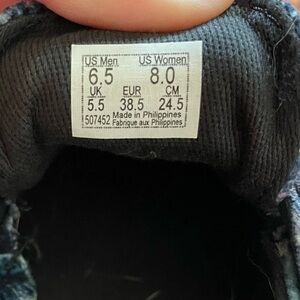 US Men US Women
6.5 8.0
UK EUR CM
5.5 38.5 24.5
507452 Made in Philippines
Fabrique aux Philippines